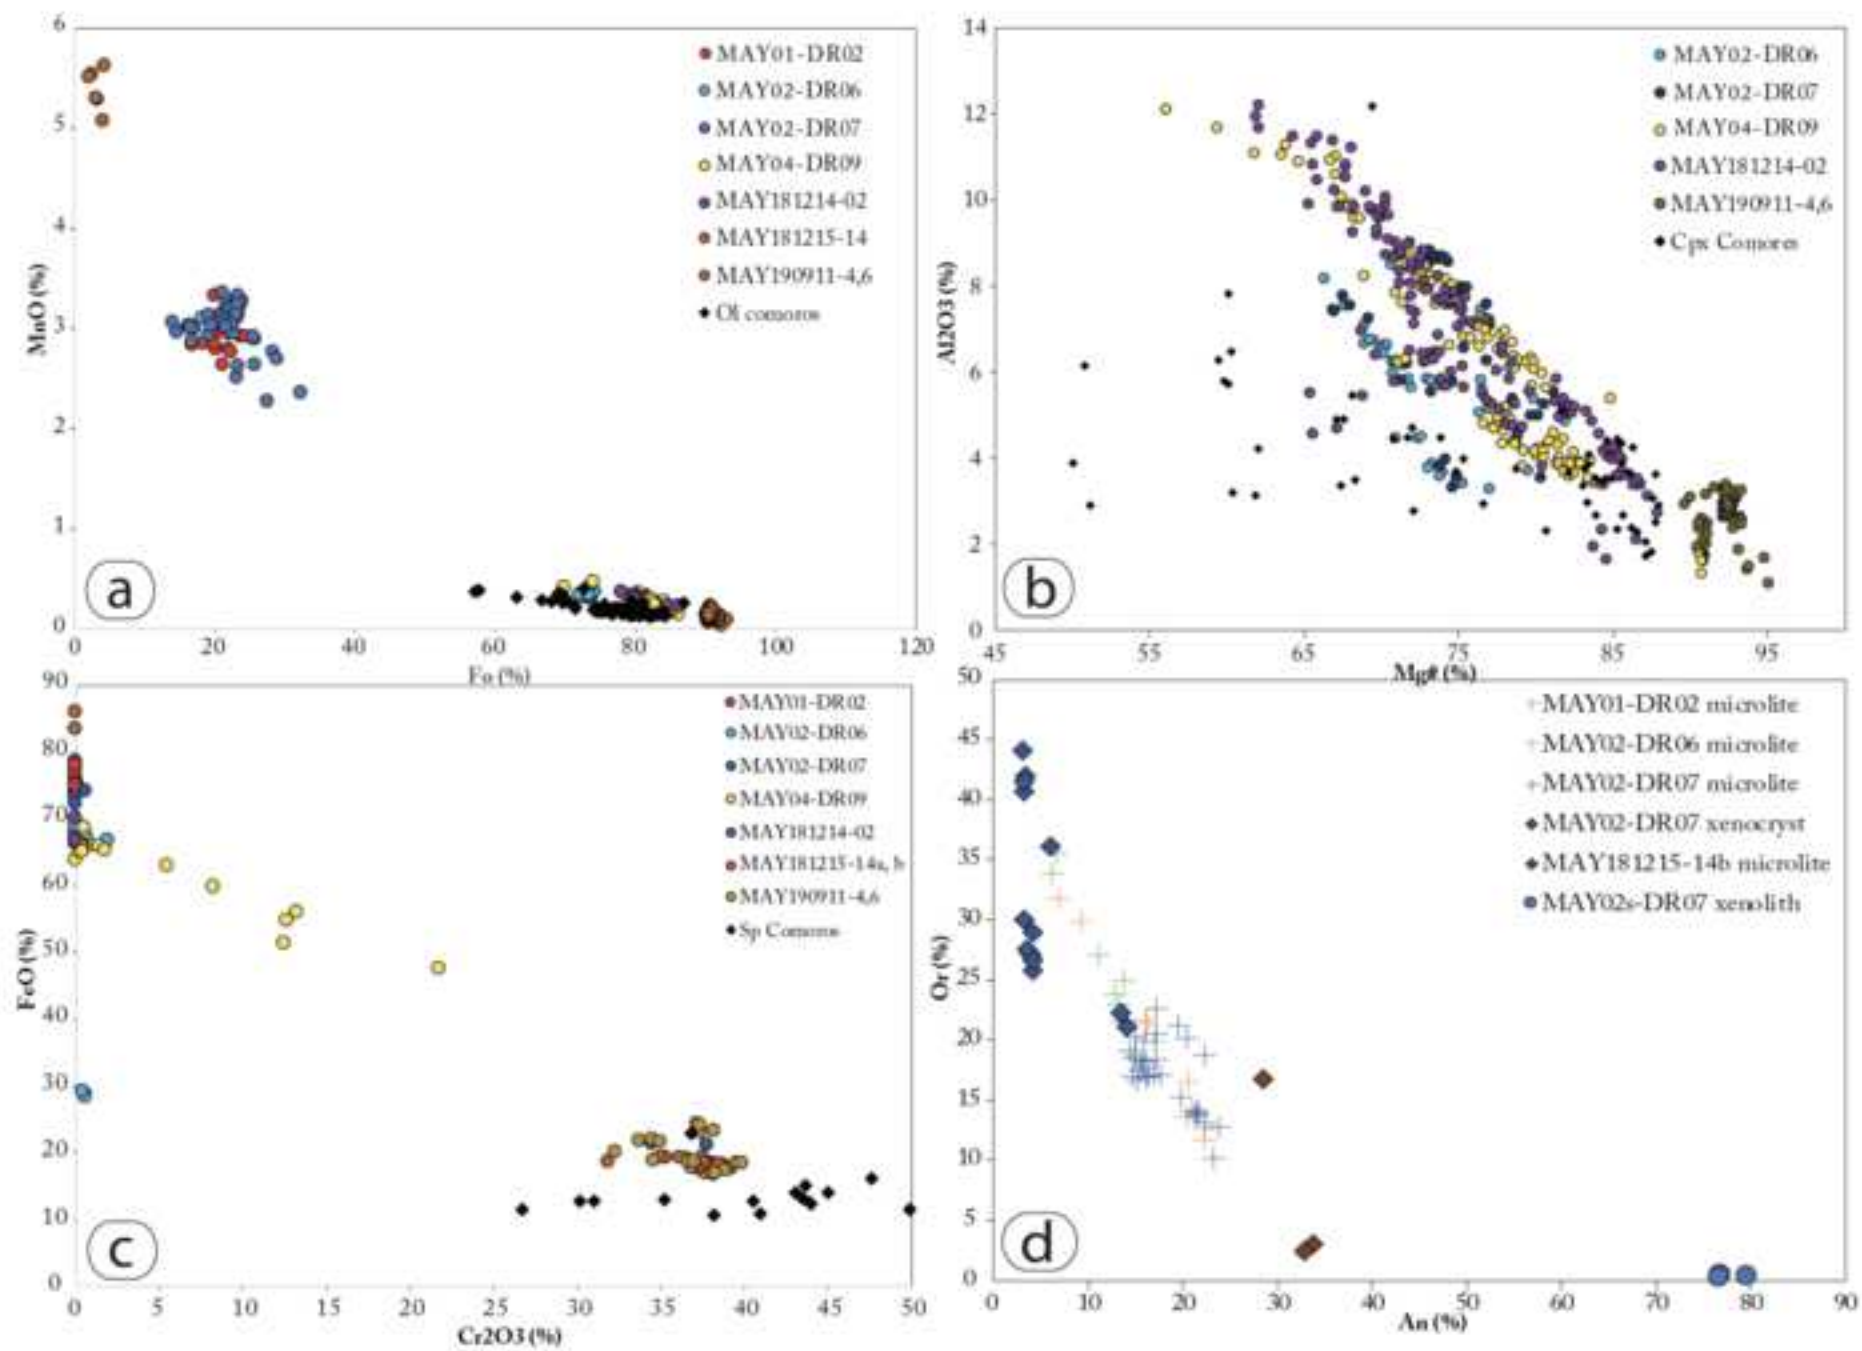 6
5
4
3
2
1
0
MnO (%)
0 20 40 60 80 100 120
Fo (%)
MAY01-DR02
MAY02-DR06
MAY02-DR07
MAY04-DR09
MAY181214-02
MAY181215-14
MAY190911-4,6
Ol comoros
a
14
12
10
8
6
4
2
0
Al2O3 (%)
45 55 65 75 85 95
Mg# (%)
MAY02-DR06
MAY02-DR07
MAY04-DR09
MAY181214-02
MAY190911-4,6
Cpx Comores
b
90
80
70
60
50
40
30
20
10
0
FeO (%)
0 5 10 15 20 25 30 35 40 45 50
Cr2O3 (%)
MAY01-DR02
MAY02-DR06
MAY02-DR07
MAY04-DR09
MAY181214-02
MAY181215-14a, b
MAY190911-4,6
Sp Comoros
c
50
45
40
35
30
25
20
15
10
5
0
Or (%)
0 10 20 30 40 50 60 70 80 90
An (%)
MAY01-DR02 microlite
MAY02-DR06 microlite
MAY02-DR07 microlite
MAY02-DR07 xenocryst
MAY181215-14b microlite
MAY02s-DR07 xenolith
d